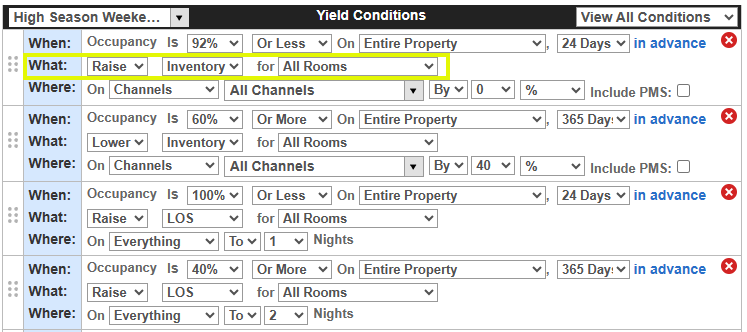 High Season Weeke... Yield Conditions View All Conditions
When: Occupancy Is 92% Or Less On Entire Property , 24 Days in advance
What: Raise Inventory for All Rooms
Where: On Channels All Channels By 0 % Include PMS:
When: Occupancy Is 60% Or More On Entire Property , 365 Days in advance
What: Lower Inventory for All Rooms
Where: On Channels All Channels By 40 % Include PMS:
When: Occupancy Is 100% Or Less On Entire Property , 24 Days in advance
What: Raise LOS for All Rooms
Where: On Everything To 1 Nights
When: Occupancy Is 40% Or More On Entire Property , 365 Days in advance
What: Raise LOS for All Rooms
Where: On Everything To 2 Nights